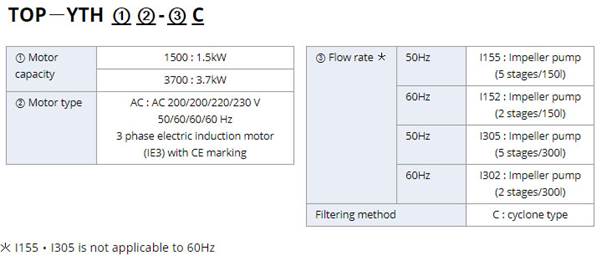 TOP－YTH ① ②-③ C
① Motor capacity
1500 : 1.5kW
3700 : 3.7kW
② Motor type
AC : AC 200/200/220/230 V
50/60/60/60 Hz
3 phase electric induction motor
(IE3) with CE marking
③ Flow rate ⚹
50Hz
I155 : Impeller pump
(5 stages/150l)
60Hz
I152 : Impeller pump
(2 stages/150l)
50Hz
I305 : Impeller pump
(5 stages/300l)
60Hz
I302 : Impeller pump
(2 stages/300l)
Filtering method
C : cyclone type
⚹ I155・I305 is not applicable to 60Hz